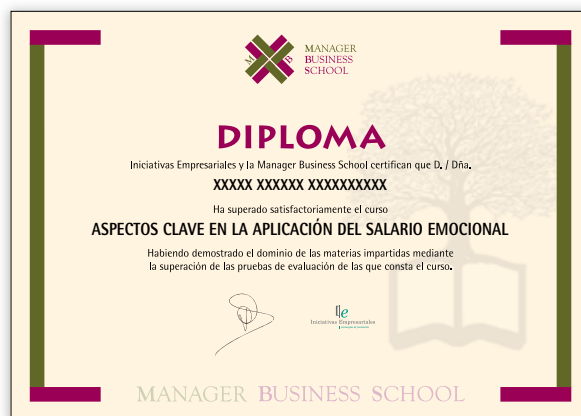 M B
MANAGER
BUSINESS
SCHOOL
DIPLOMA
Iniciativas Empresariales y la Manager Business School certifican que D. / Dña.
XXXXX XXXXXX XXXXXXXXXX
Ha superado satisfactoriamente el curso
ASPECTOS CLAVE EN LA APLICACIÓN DEL SALARIO EMOCIONAL
Habiendo demostrado el dominio de las materias impartidas mediante
la superación de las pruebas de evaluación de las que consta el curso.
Iniciativas Empresariales
MANAGER BUSINESS SCHOOL